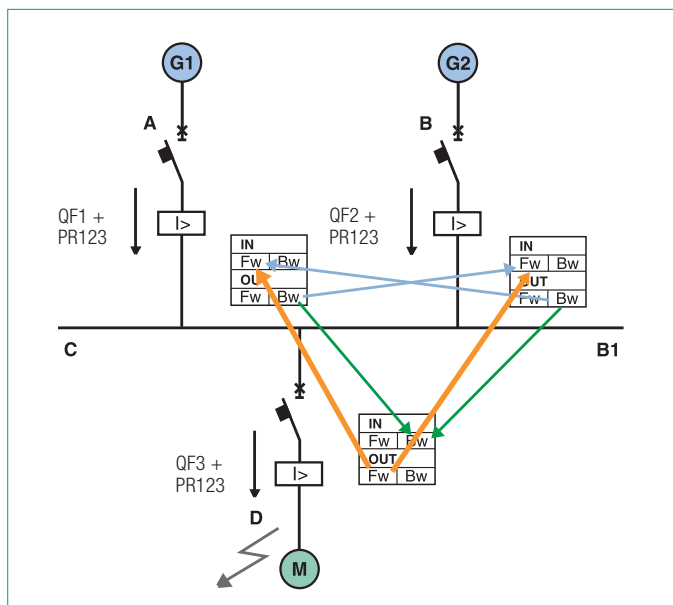 G1
G2
A
B
QF1 +
PR123
I>
QF2 +
PR123
I>
IN
Fw Bw
OU
Fw Bw
IN
Fw Bw
OUT
Fw Bw
C
B1
QF3 +
PR123
I>
D
IN
Fw Bw
OUT
Fw Bw
M